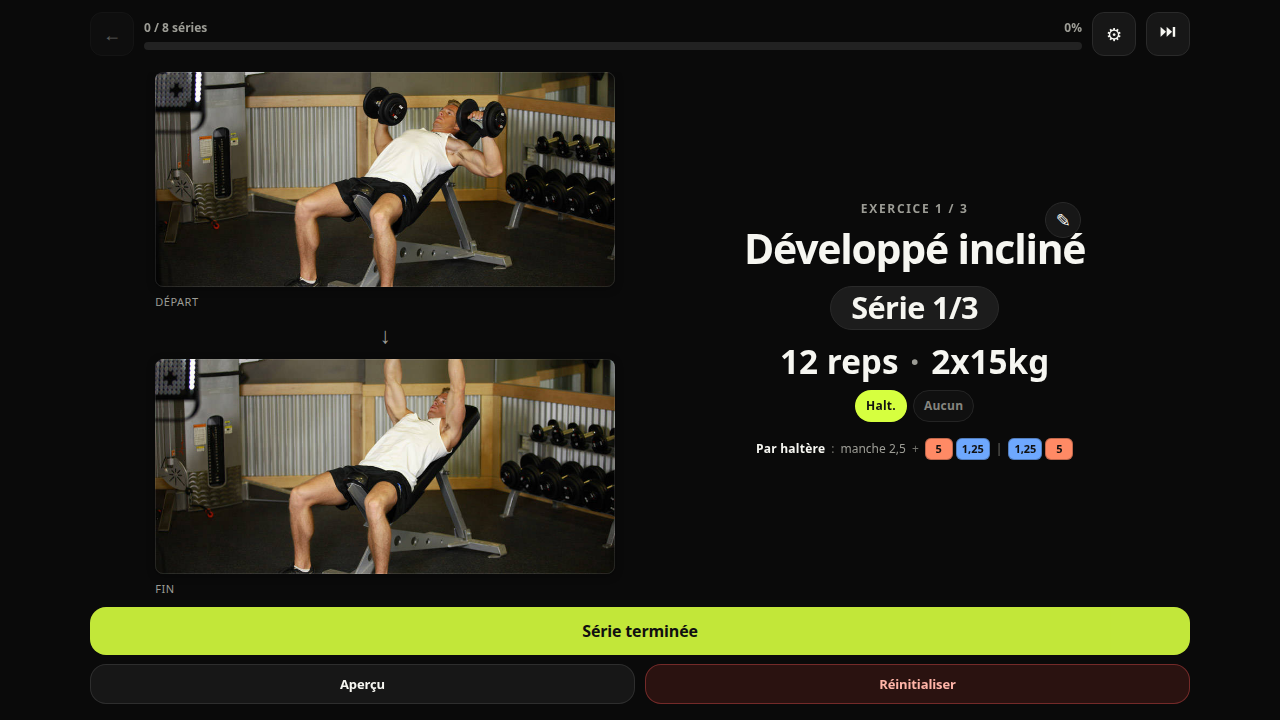 ←
0 / 8 séries
0%
⚙ ⏭
DÉPART
↓
FIN
EXERCICE 1 / 3
✎
Développé incliné
Série 1/3
12 reps · 2x15kg
Halt. Aucun
Par haltère : manche 2,5 + 5 1,25 | 1,25 5
Série terminée
Aperçu
Réinitialiser